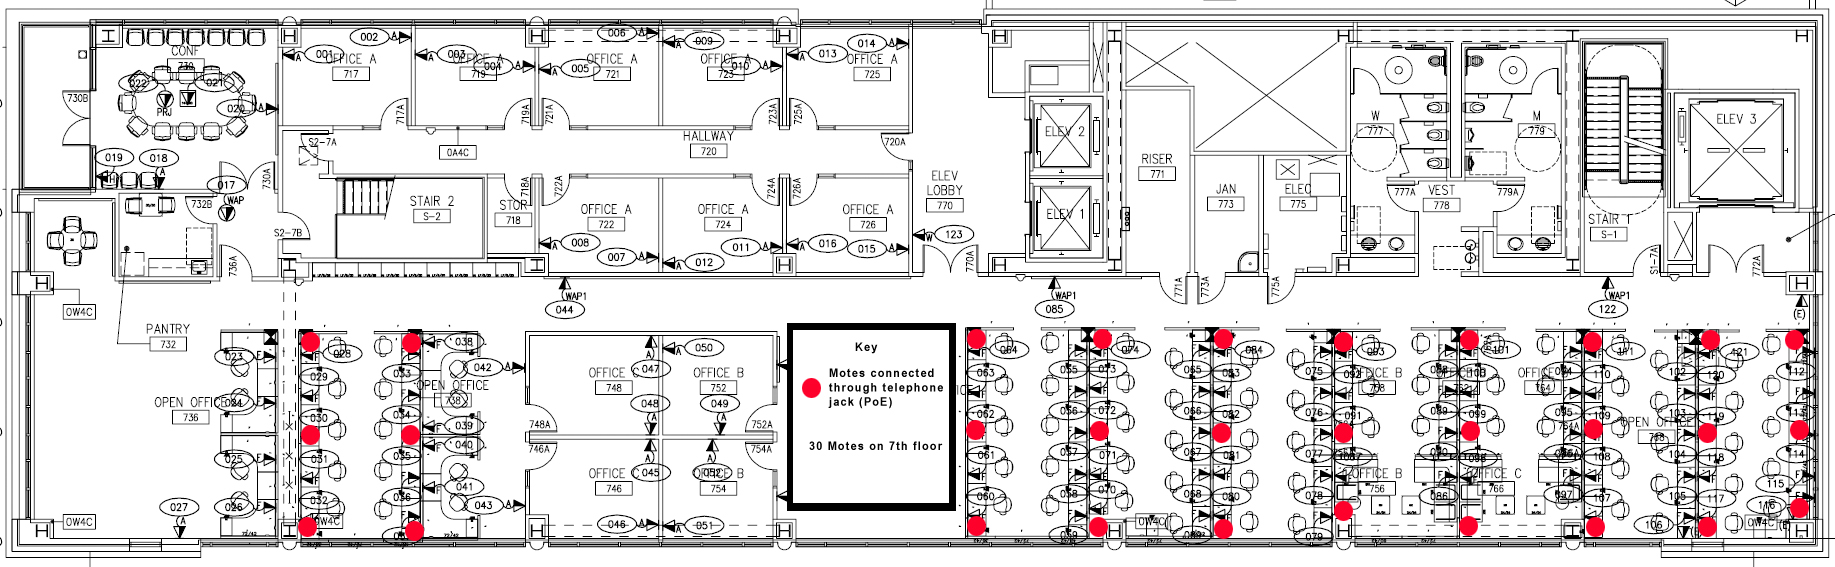 CONF
730
022
021
PRJ
020
A
730B
019
018
A
017
WAP
730A
732B
001
A
002
A
OFFICE A
717
717A
003
A
004
A
OFFICE A
719
719A
005
A
006
A
OFFICE A
721
721A
009
A
010
A
OFFICE A
723
723A
013
A
014
A
OFFICE A
725
725A
S2-7A
0A4C
HALLWAY
720
720A
STAIR 2
S-2
STOR
718
718A
722A
OFFICE A
722
008
A
007
A
OFFICE A
724
724A
011
A
012
A
726A
OFFICE A
726
016
A
015
A
S2-7B
736A
ELEV
LOBBY
770
W
123
770A
ELEV 2
ELEV 1
RISER
771
771A
JAN
773
773A
ELEC
775
775A
W
777
777A
VEST
778
M
779
779A
STAIR 1
S-1
S1-7A
ELEV 3
772A
0W4C
PANTRY
732
0W4C
027
(A
WAP1
044
WAP1
085
WAP1
122
(E)
023
024
025
026
OPEN OFFICE
736
028
029
030
031
032
0W4C
033
034
035
036
OPEN OFFICE
738
038
039
040
041
042
A
043
A
OFFICE C
748
047
048
748A
050
049
OFFICE B
752
752A
746A
OFFICE C
746
045
046
754A
OFFICE B
754
052
051
Key
Motes connected
through telephone
jack (PoE)
30 Motes on 7th floor
064
063
062
061
060
055
056
057
058
059
074
073
072
071
070
0W4C
065
066
067
068
069
084
083
082
081
080
075
076
077
078
079
093
092
091
OFFICE B
758
OFFICE B
756
086
089
090
101
100
099
098
OFFICE C
766
097
094
095
096
OFFICE
764
764A
111
110
109
108
107
106
102
103
104
105
OPEN OFFICE
768
121
120
119
118
117
112
113
114
115
116
0W4C